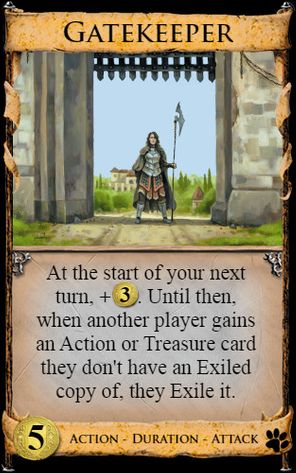 GATEKEEPER
At the start of your next
turn, +3. Until then,
when another player gains
an Action or Treasure card
they don't have an Exiled
copy of, they Exile it.
5 ACTION - DURATION - ATTACK